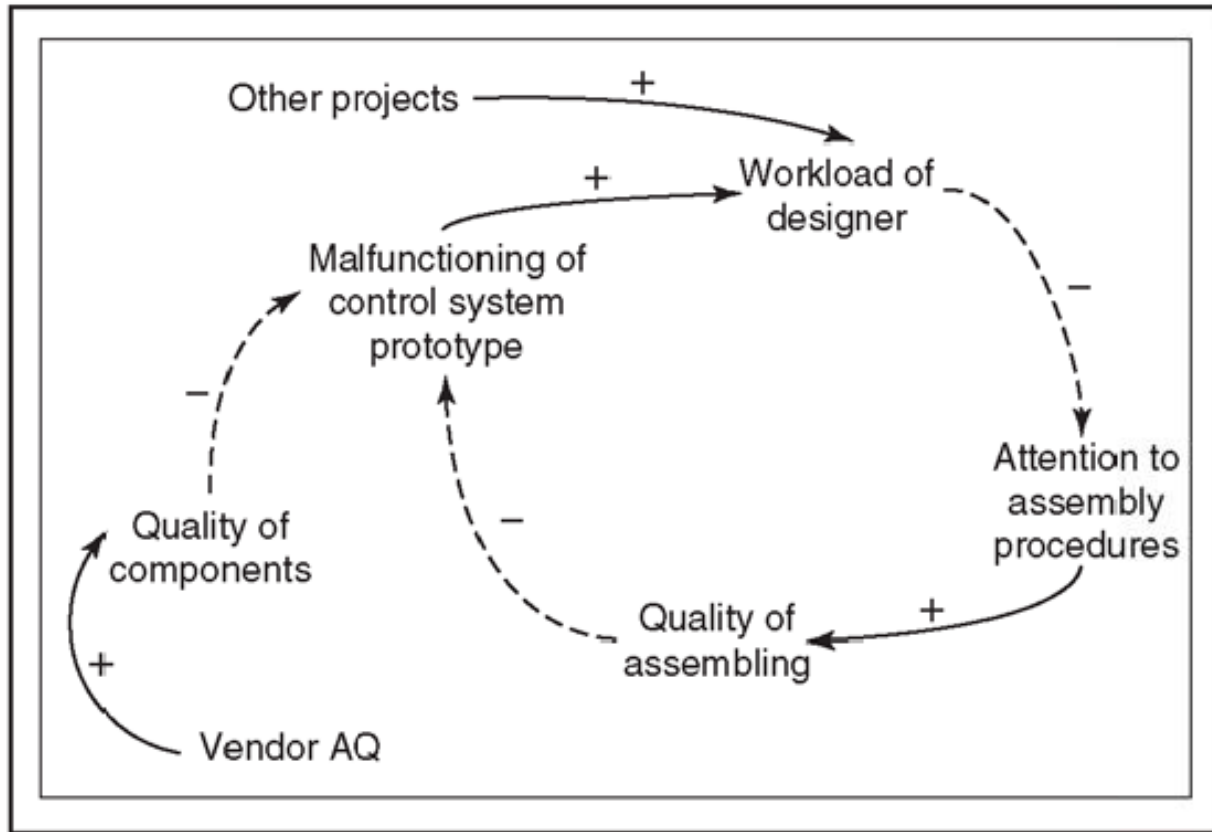 Other projects
+
Workload of
designer
+
Malfunctioning of
control system
prototype
−
−
Attention to
assembly
procedures
Quality of
components
−
+
Quality of
assembling
+
Vendor AQ